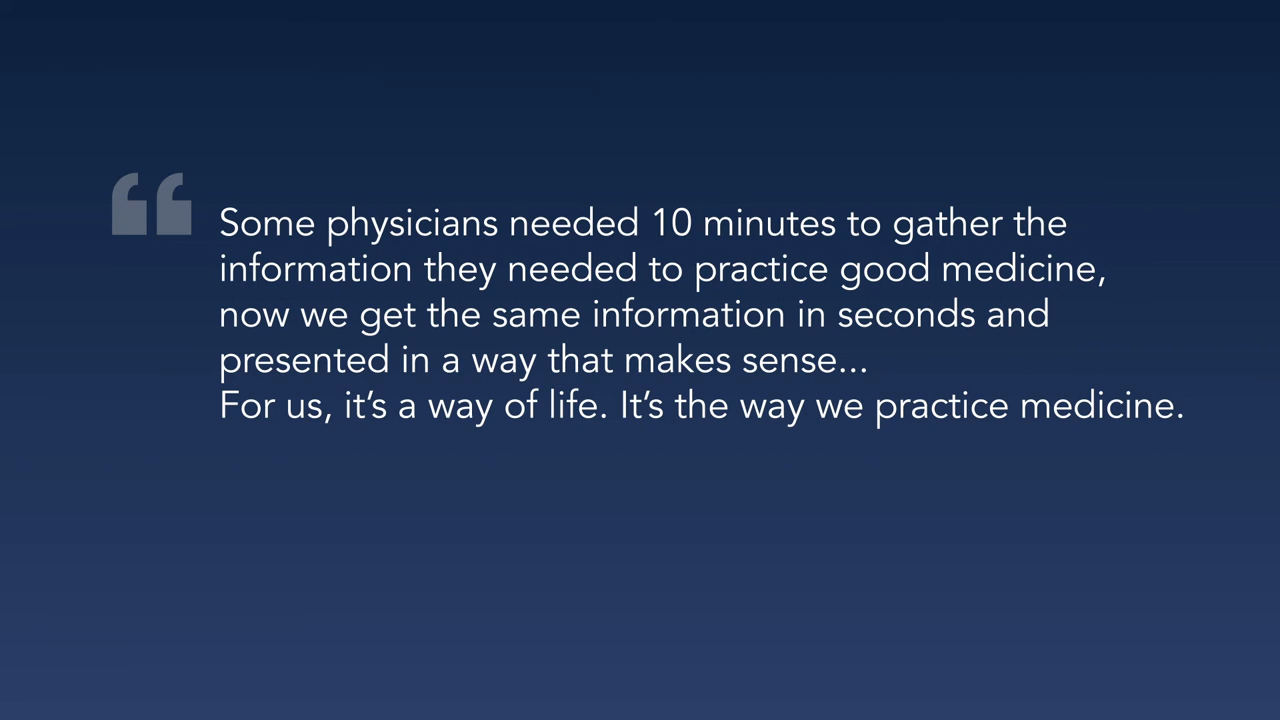 Some physicians needed 10 minutes to gather the
information they needed to practice good medicine,
now we get the same information in seconds and
presented in a way that makes sense...
For us, it’s a way of life. It’s the way we practice medicine.